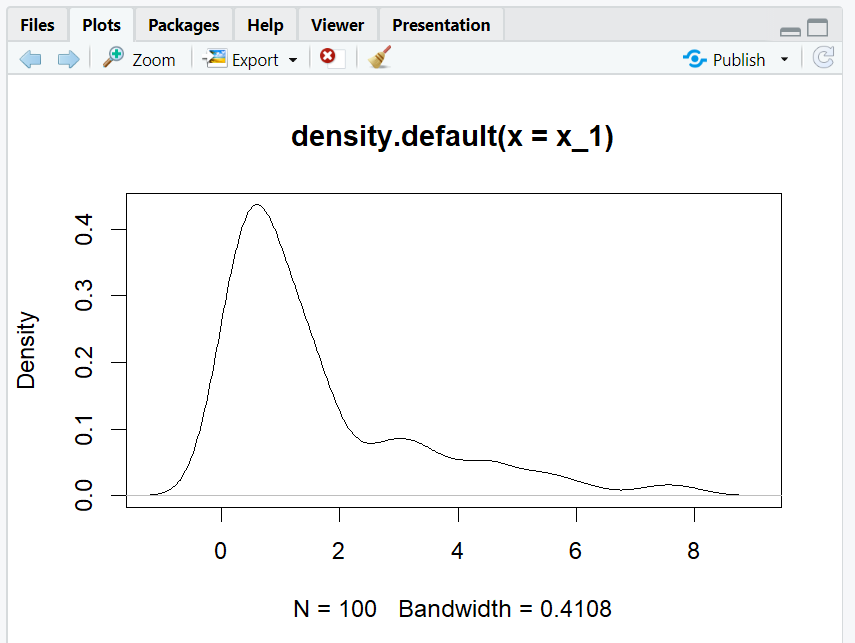 Files Plots Packages Help Viewer Presentation
Zoom Export Publish
density.default(x = x_1)
Density
0.4
0.3
0.2
0.1
0.0
0 2 4 6 8
N = 100 Bandwidth = 0.4108